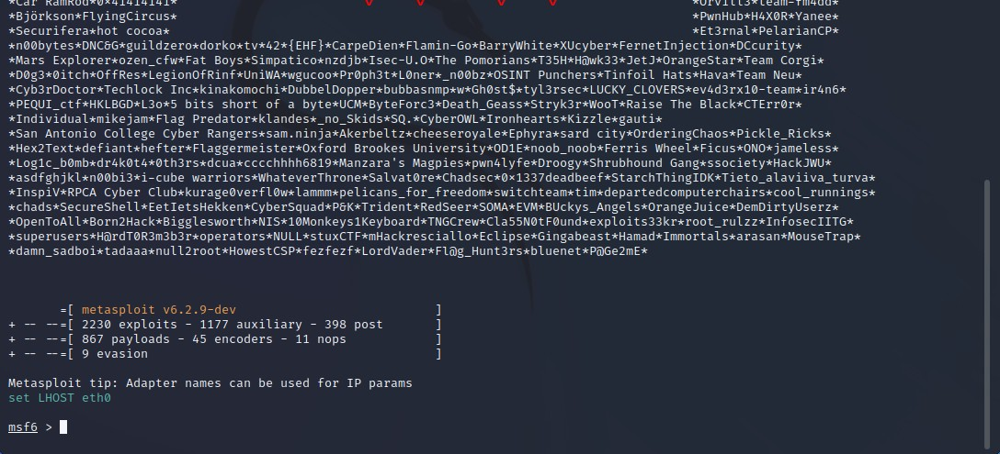 *Car RamRod*0×41414141* *Orv1ll3*team-fm4dd*
*Björkson*FlyingCircus* *PwnHub*H4X0R*Yanee*
*Securifera*hot cocoa* *Et3rnal*PelarianCP*
*n00bytes*DNC&G*guildzero*dorko*tv*42*{EHF}*CarpeDien*Flamin-Go*BarryWhite*XUcyber*FernetInjection*DCcurity*
*Mars Explorer*ozen_cfw*Fat Boys*Simpatico*nzdjb*Isec-U.O*The Pomorians*T35H*H@wk33*JetJ*OrangeStar*Team Corgi*
*D0g3*0itch*OffRes*LegionOfRinf*UniWA*wgucoo*Pr0ph3t*L0ner*_n00bz*OSINT Punchers*Tinfoil Hats*Hava*Team Neu*
*Cyb3rDoctor*Techlock Inc*kinakomochi*DubbelDopper*bubbasnmp*w*Gh0st$*tyl3rsec*LUCKY_CLOVERS*ev4d3rx10-team*ir4n6*
*PEQUI_ctf*HKLBGD*L3o*5 bits short of a byte*UCM*ByteForc3*Death_Geass*Stryk3r*WooT*Raise The Black*CTErr0r*
*Individual*mikejam*Flag Predator*klandes*_no_Skids*SQ.*CyberOWL*Ironhearts*Kizzle*gauti*
*San Antonio College Cyber Rangers*sam.ninja*Akerbeltz*cheeseroyale*Ephyra*sard city*OrderingChaos*Pickle_Ricks*
*Hex2Text*defiant*hefter*Flaggermeister*Oxford Brookes University*OD1E*noob_noob*Ferris Wheel*Ficus*ONO*jameless*
*Log1c_b0mb*dr4k0t4*0th3rs*dcua*cccchhhh6819*Manzara's Magpies*pwn4lyfe*Droogy*Shrubhound Gang*ssociety*HackJWU*
*asdfghjkl*n00bi3*i-cube warriors*WhateverThrone*Salvat0re*Chadsec*0×1337deadbeef*StarchThingIDK*Tieto_alaviiva_turva*
*InspiV*RPCA Cyber Club*kurage0verfl0w*lammm*pelicans_for_freedom*switchteam*tim*departedcomputerchairs*cool_runnings*
*chads*SecureShell*EetIetsHekken*CyberSquad*P&K*Trident*RedSeer*SOMA*EVM*BUckys_Angels*OrangeJuice*DemDirtyUserz*
*OpenToAll*Born2Hack*Bigglesworth*NIS*10Monkeys1Keyboard*TNGCrew*Cla55N0tF0und*exploits33kr*root_rulzz*InfosecIITG*
*superusers*H@rdT0R3m3b3r*operators*NULL*stuxCTF*mHackresciallo*Eclipse*Gingabeast*Hamad*Immortals*arasan*MouseTrap*
*damn_sadboi*tadaaa*null2root*HowestCSP*fezfezf*LordVader*Fl@g_Hunt3rs*bluenet*P@Ge2mE*
=[ metasploit v6.2.9-dev ]
+ -- --=[ 2230 exploits - 1177 auxiliary - 398 post ]
+ -- --=[ 867 payloads - 45 encoders - 11 nops ]
+ -- --=[ 9 evasion ]
Metasploit tip: Adapter names can be used for IP params
set LHOST eth0
msf6 >